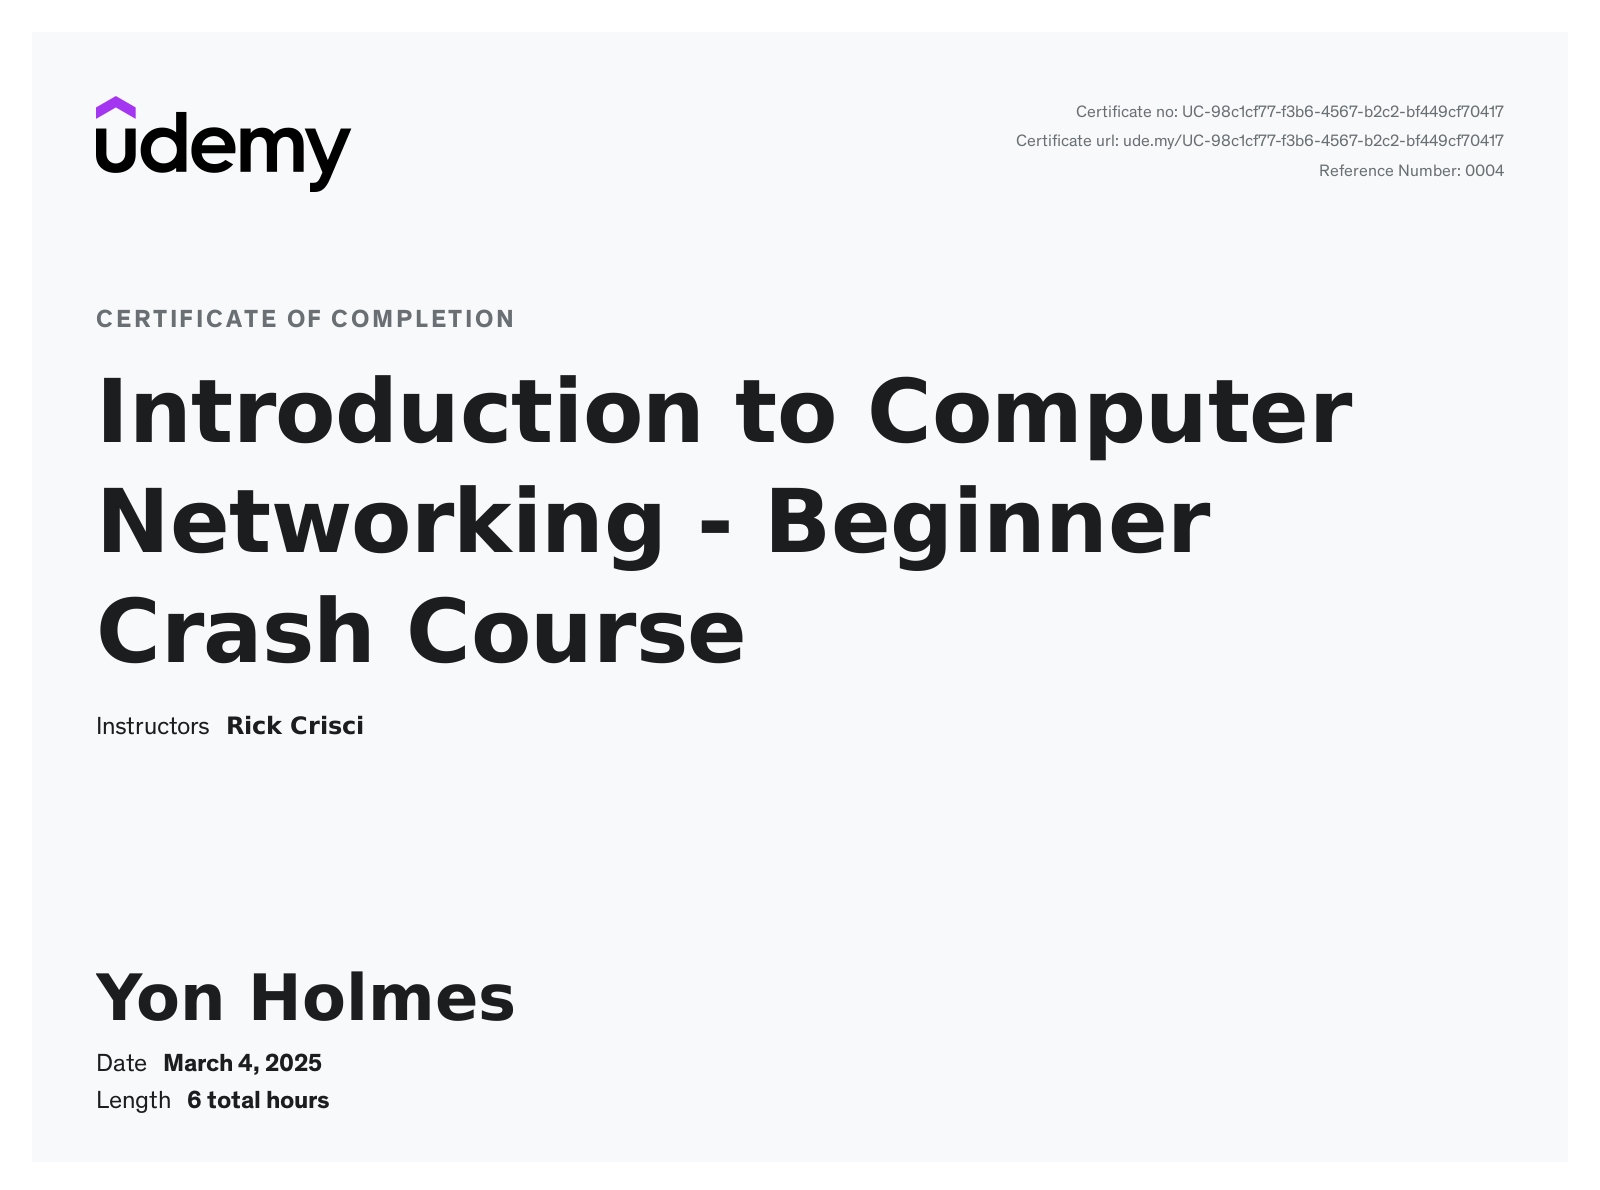 udemy
Certificate no: UC-98c1cf77-f3b6-4567-b2c2-bf449cf70417
Certificate url: ude.my/UC-98c1cf77-f3b6-4567-b2c2-bf449cf70417
Reference Number: 0004
CERTIFICATE OF COMPLETION
Introduction to Computer
Networking - Beginner
Crash Course
Instructors Rick Crisci
Yon Holmes
Date March 4, 2025
Length 6 total hours